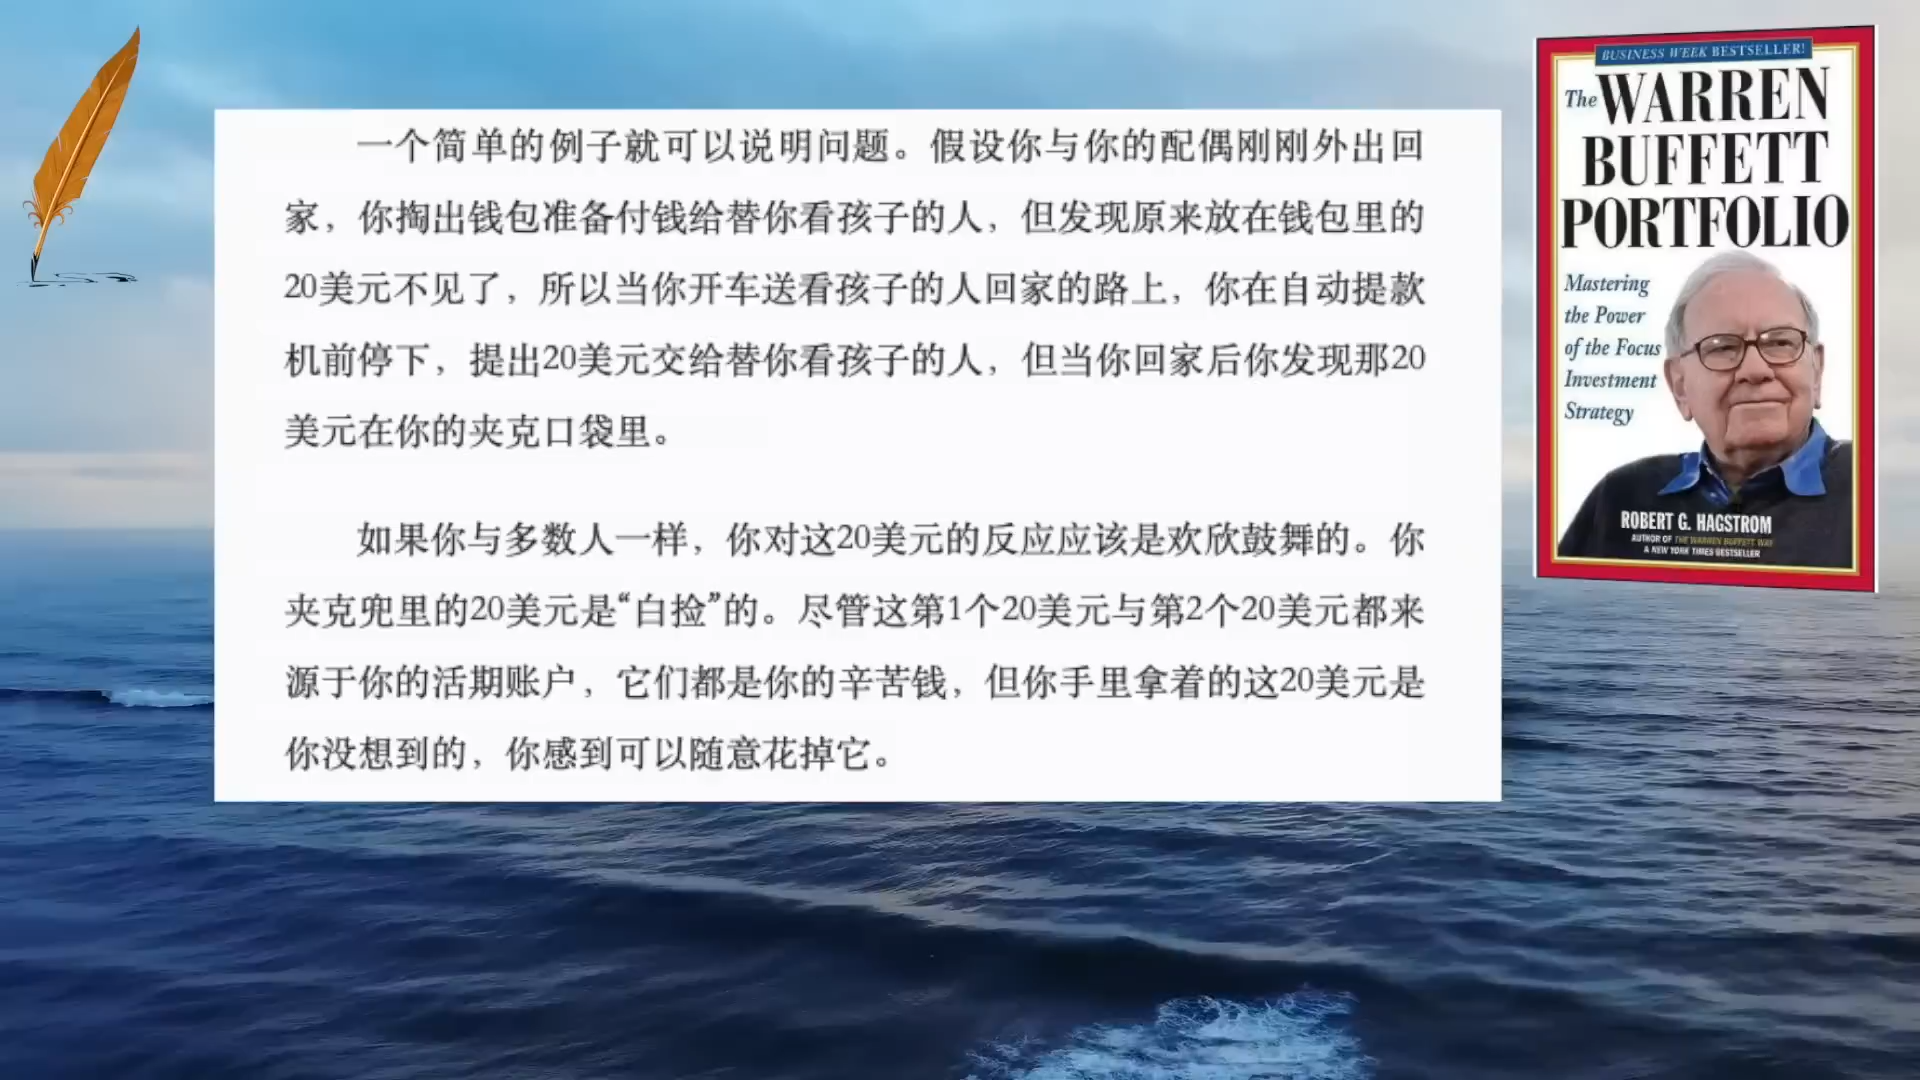 一个简单的例子就可以说明问题。假设你与你的配偶刚刚外出回
家，你掏出钱包准备付钱给替你看孩子的人，但发现原来放在钱包里的
20美元不见了，所以当你开车送看孩子的人回家的路上，你在自动提款
机前停下，提出20美元交给替你看孩子的人，但当你回家后你发现那20
美元在你的夹克口袋里。
如果你与多数人一样，你对这20美元的反应应该是欢欣鼓舞的。你
夹克兜里的20美元是“白捡”的。尽管这第1个20美元与第2个20美元都来
源于你的活期账户，它们都是你的辛苦钱，但你手里拿着的这20美元是
你没想到的，你感到可以随意花掉它。
BUSINESS WEEK BESTSELLER!
The WARREN
BUFFETT
PORTFOLIO
Mastering
the Power
of the Focus
Investment
Strategy
ROBERT G. HAGSTROM
AUTHOR OF THE WARREN BUFFETT WAY
A NEW YORK TIMES BESTSELLER